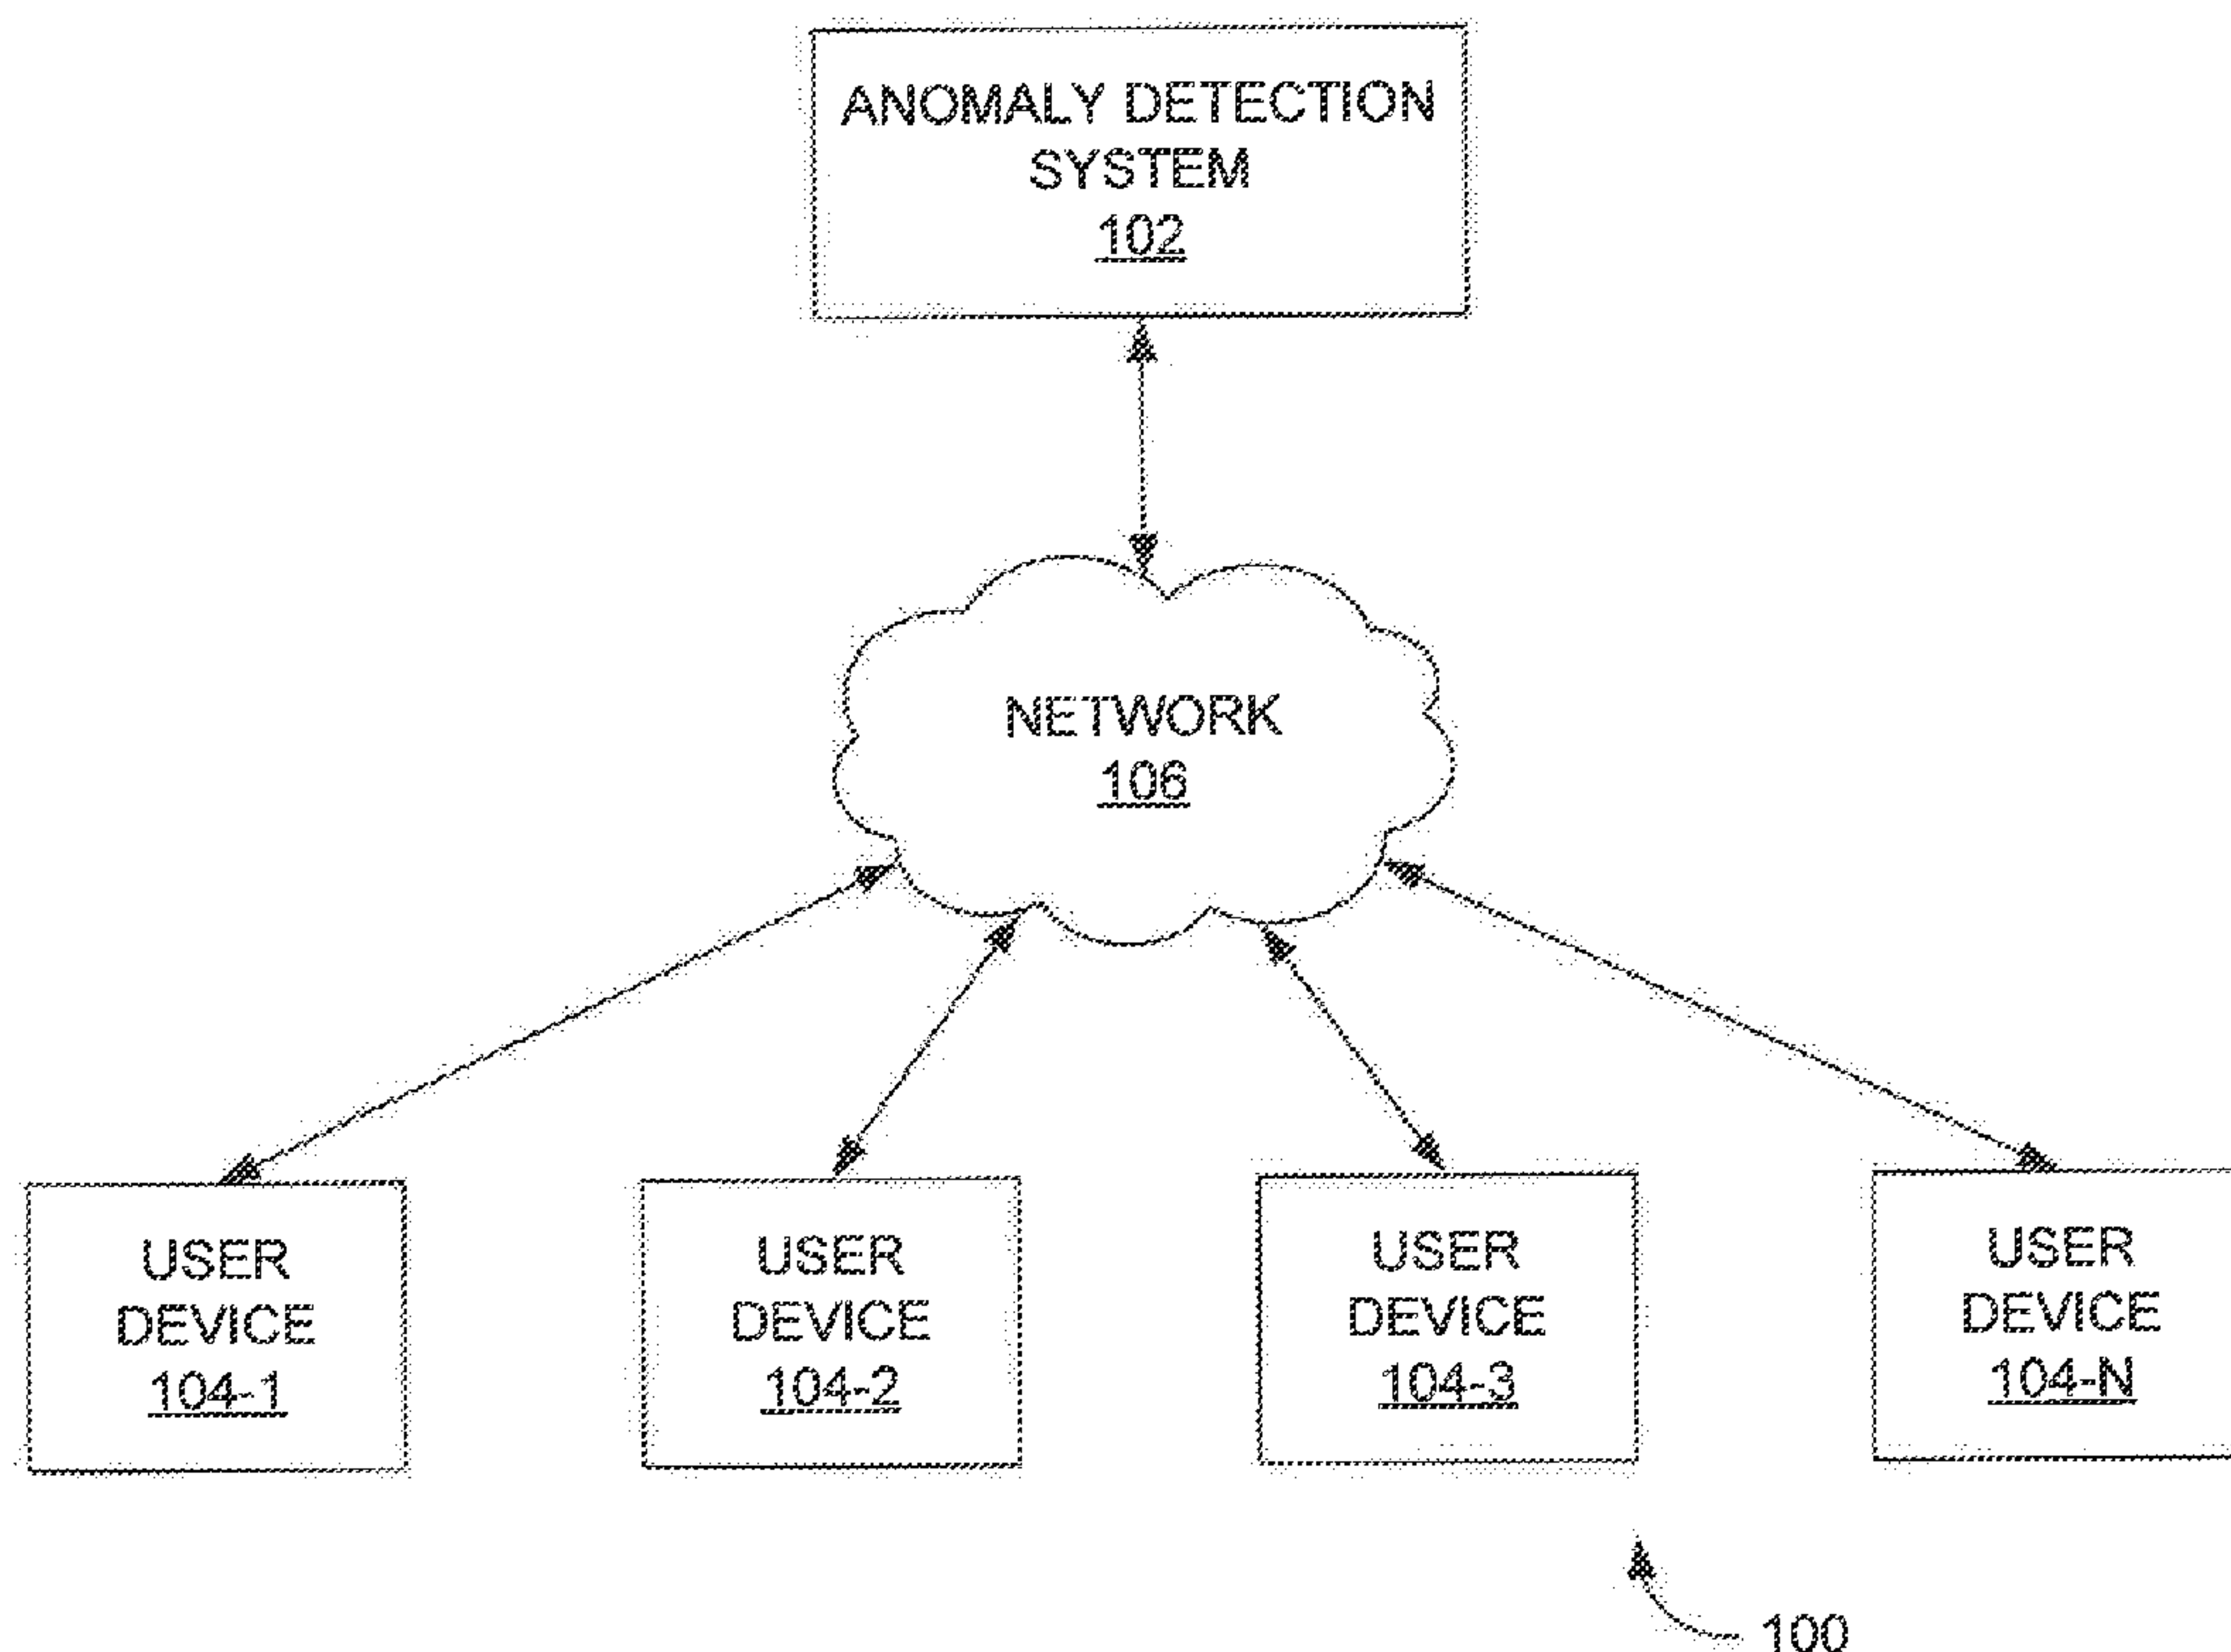 ANOMALY DETECTION
SYSTEM
102
NETWORK
106
USER
DEVICE
104-1
USER
DEVICE
104-2
USER
DEVICE
104-3
USER
DEVICE
104-N
100